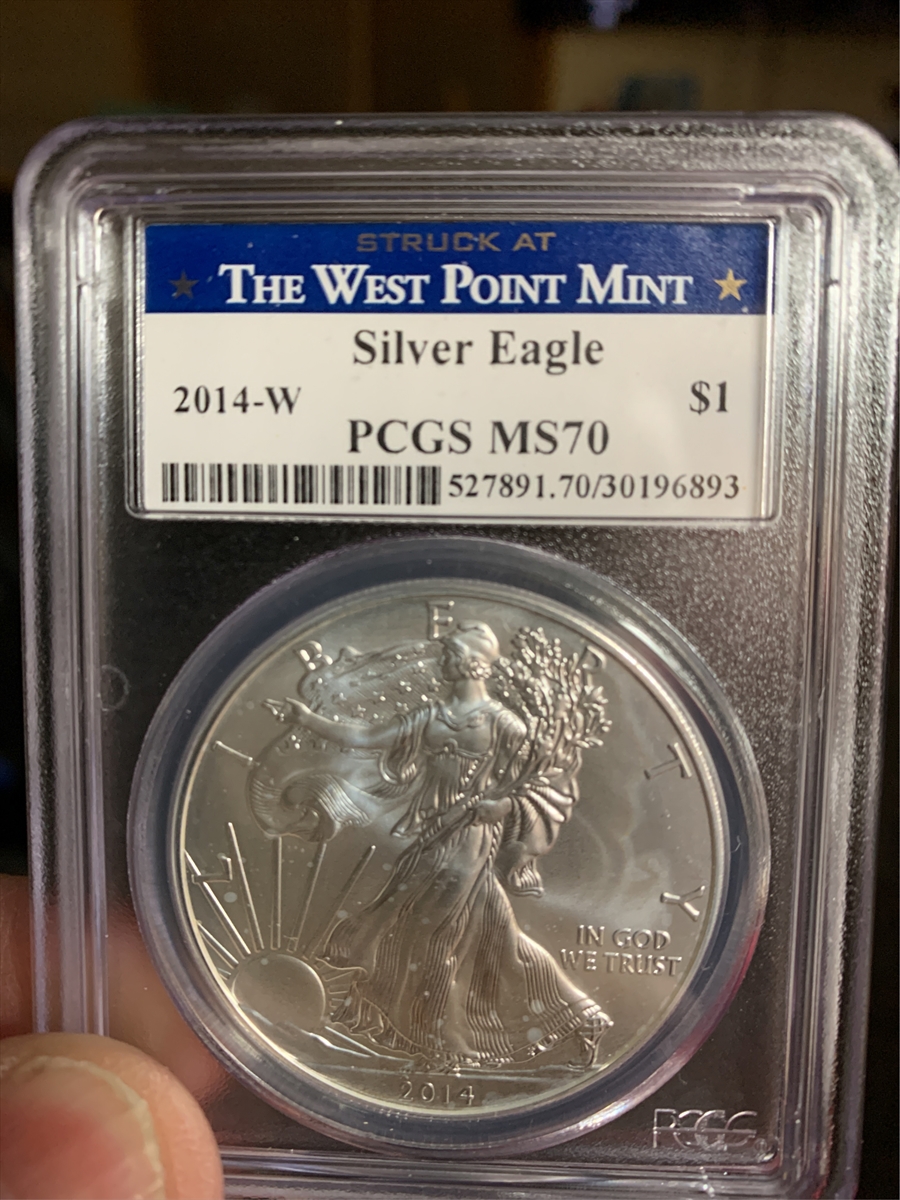 STRUCK AT
THE WEST POINT MINT
Silver Eagle
2014-W $1
PCGS MS70
527891.70/30196893
LIBERTY
IN GOD
WE TRUST
2014
PCGS